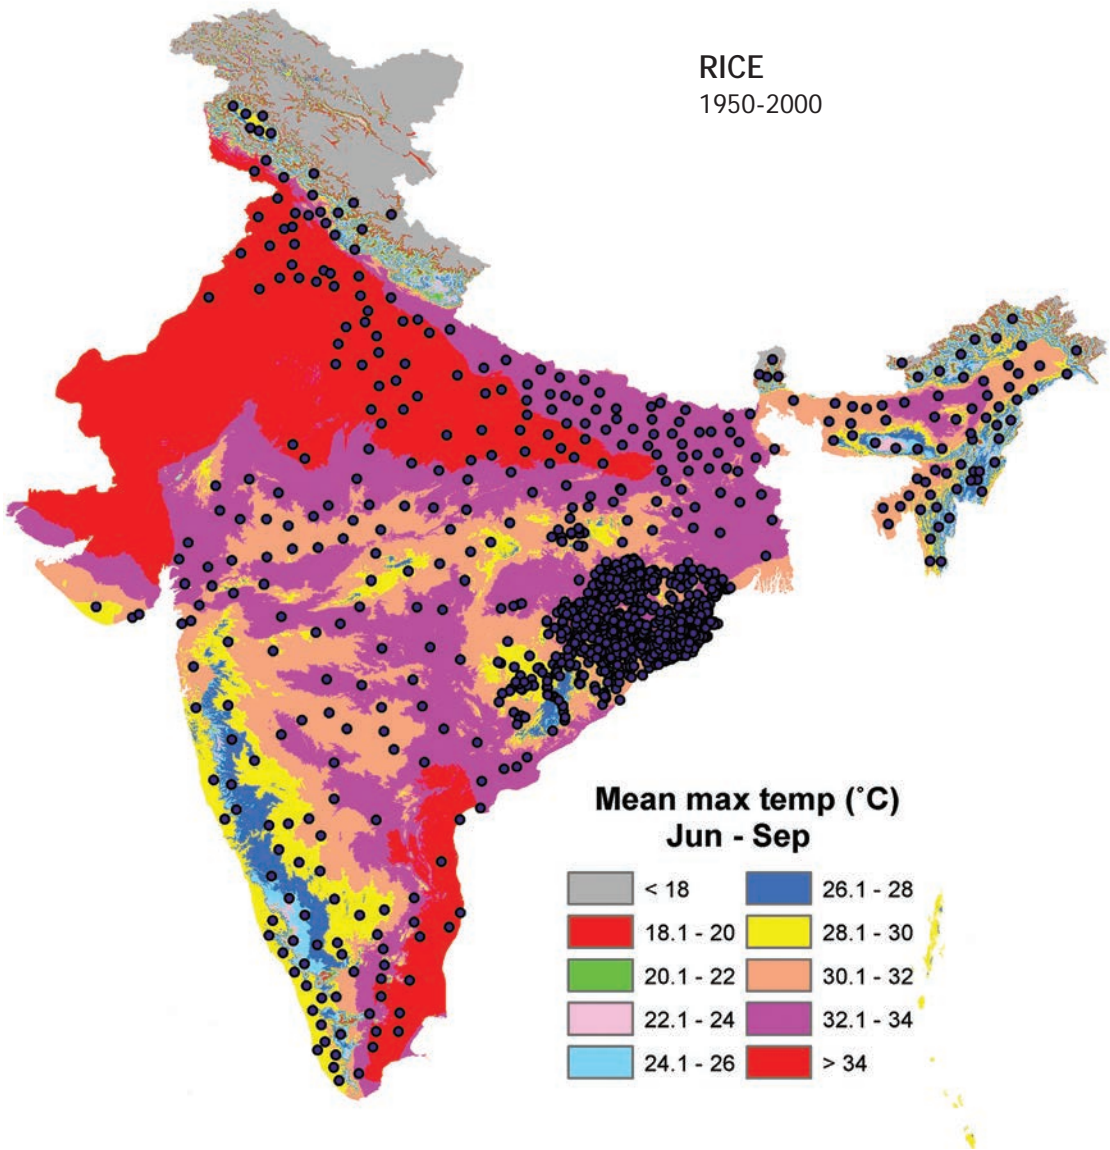 RICE
1950-2000
Mean max temp (˚C)
Jun - Sep
< 18
26.1 - 28
18.1 - 20
28.1 - 30
20.1 - 22
30.1 - 32
22.1 - 24
32.1 - 34
24.1 - 26
> 34